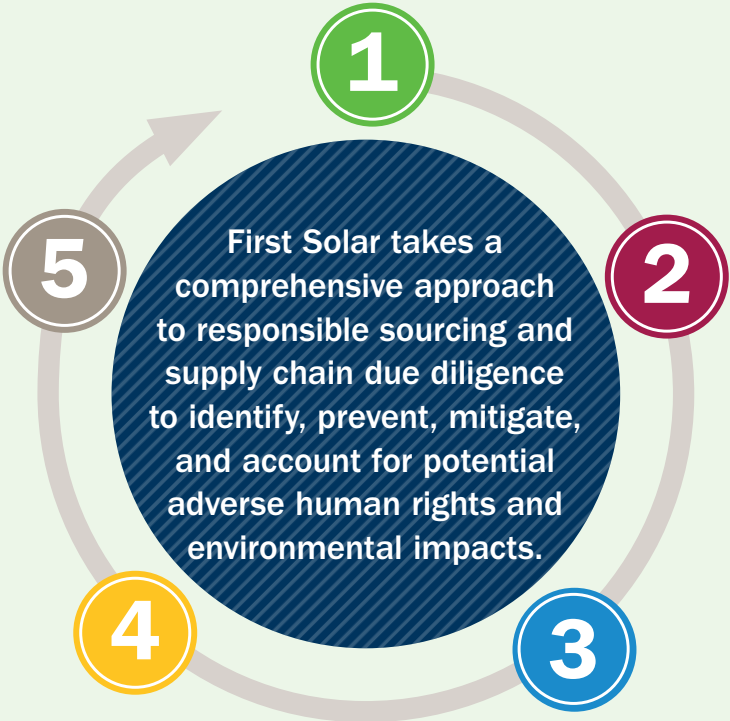 1
2
3
4
5
First Solar takes a
comprehensive approach
to responsible sourcing and
supply chain due diligence
to identify, prevent, mitigate,
and account for potential
adverse human rights and
environmental impacts.